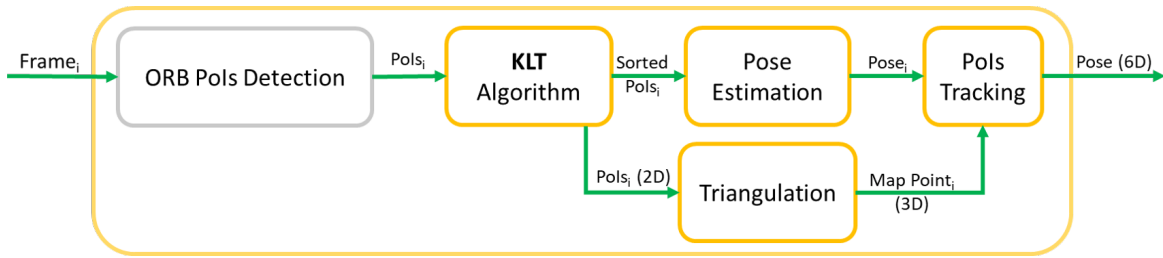 Frame_i
ORB PoIs Detection
PoIs_i
KLT
Algorithm
Sorted
PoIs_i
Pose
Estimation
Pose_i
PoIs
Tracking
Pose (6D)
PoIs_i (2D)
Triangulation
Map Point_i
(3D)